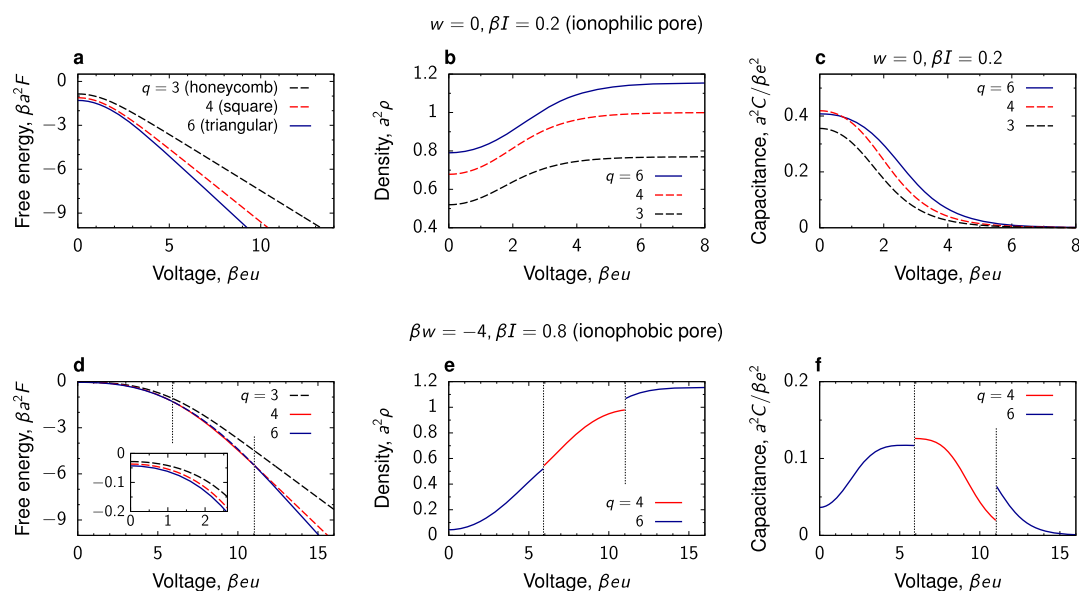 w = 0, βI = 0.2 (ionophilic pore)
a
Free energy, βa²F
0
−3
−6
−9
q = 3 (honeycomb)
4 (square)
6 (triangular)
0 5 10
Voltage, βeu
b
Density, a²ρ
1.2
1
0.8
0.6
0.4
q = 6
4
3
0 2 4 6 8
Voltage, βeu
c
w = 0, βI = 0.2
Capacitance, a²C/βe²
0.4
0.2
0
q = 6
4
3
0 2 4 6 8
Voltage, βeu
βw = −4, βI = 0.8 (ionophobic pore)
d
Free energy, βa²F
0
−3
−6
−9
q = 3
4
6
0
−0.1
−0.2
0 1 2
0 5 10 15
Voltage, βeu
e
Density, a²ρ
1.2
1
0.8
0.6
0.4
0.2
0
q = 4
6
0 5 10 15
Voltage, βeu
f
Capacitance, a²C/βe²
0.2
0.1
0
q = 4
6
0 5 10 15
Voltage, βeu